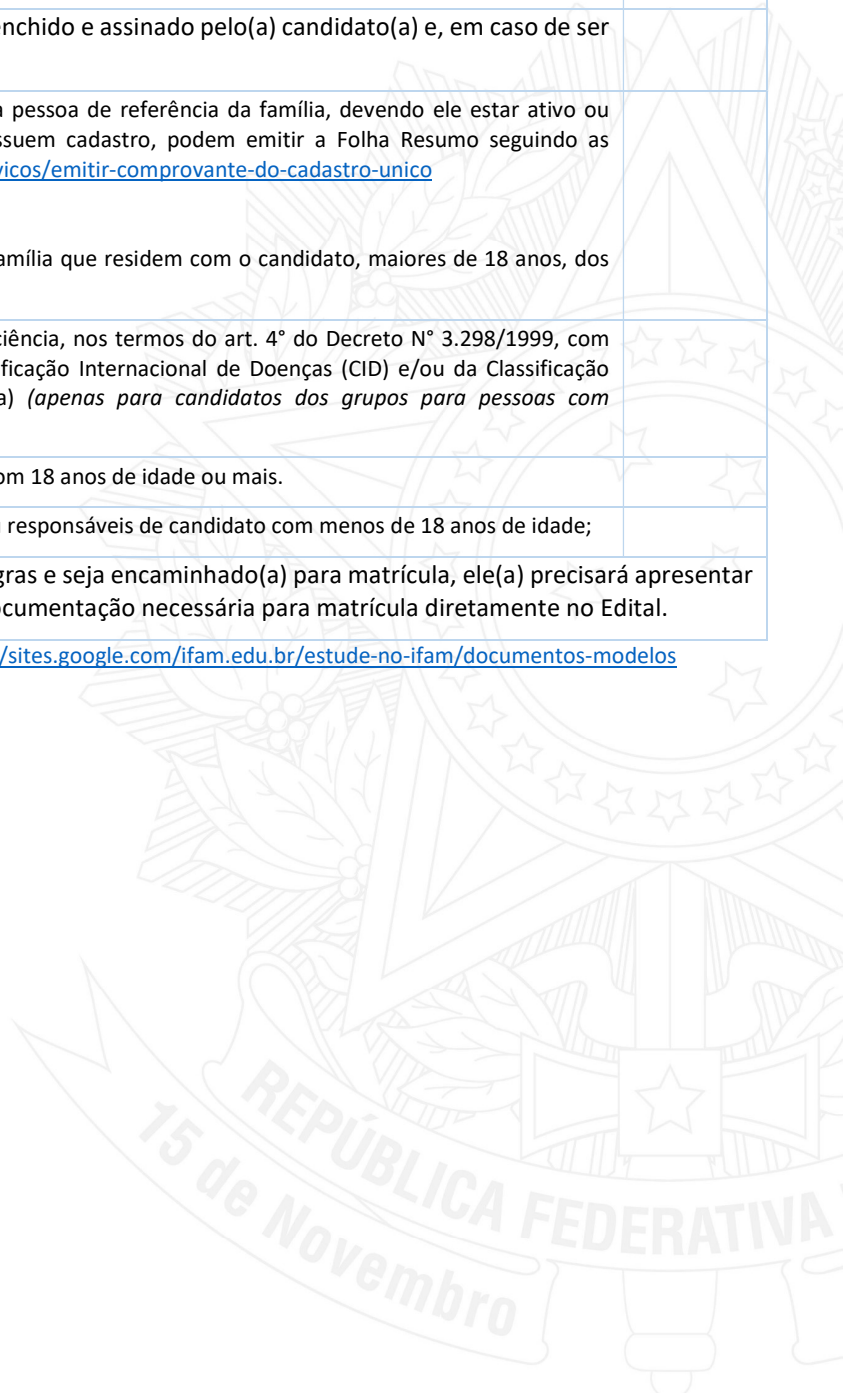 enchido e assinado pelo(a) candidato(a) e, em caso de ser
a pessoa de referência da família, devendo ele estar ativo ou
ssuem cadastro, podem emitir a Folha Resumo seguindo as
vicos/emitir-comprovante-do-cadastro-unico
amília que residem com o candidato, maiores de 18 anos, dos
ciência, nos termos do art. 4° do Decreto N° 3.298/1999, com
ificação Internacional de Doenças (CID) e/ou da Classificação
a) (apenas para candidatos dos grupos para pessoas com
om 18 anos de idade ou mais.
responsáveis de candidato com menos de 18 anos de idade;
gras e seja encaminhado(a) para matrícula, ele(a) precisará apresentar
ocumentação necessária para matrícula diretamente no Edital.
/sites.google.com/ifam.edu.br/estude-no-ifam/documentos-modelos
REPÚBLICA FEDERATIVA
15 de Novembro